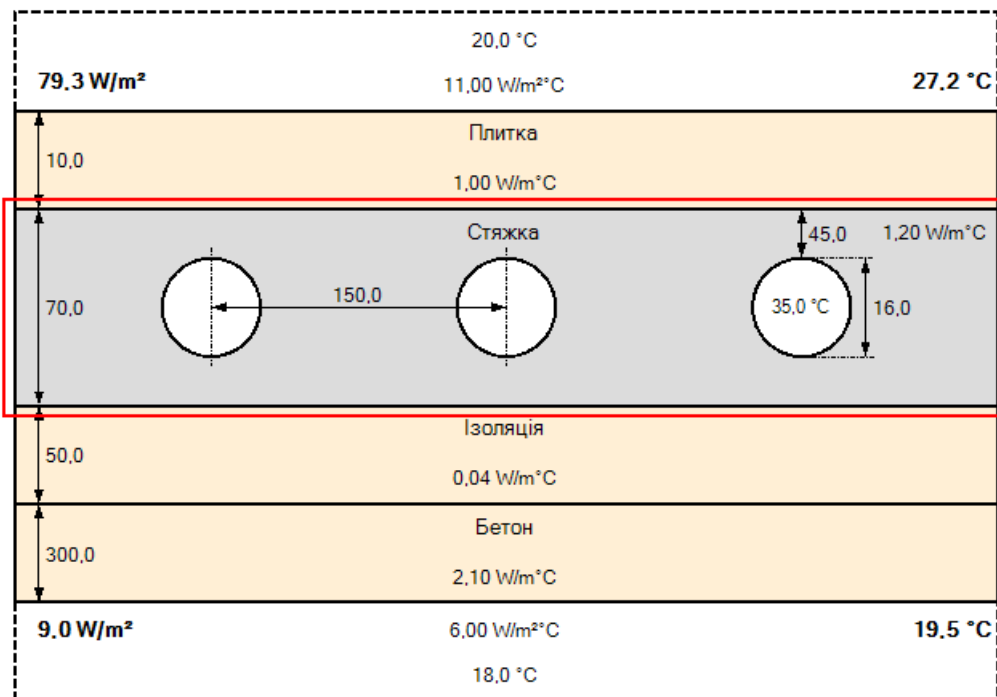 20,0 °C
79.3 W/m² 11,00 W/m²°C 27.2 °C
Плитка
10,0
1,00 W/m°C
Стяжка 45,0 1,20 W/m°C
70,0 150,0 35,0 °C 16,0
Ізоляція
50,0
0,04 W/m°C
Бетон
300,0
2,10 W/m°C
9.0 W/m² 6,00 W/m²°C 19.5 °C
18,0 °C